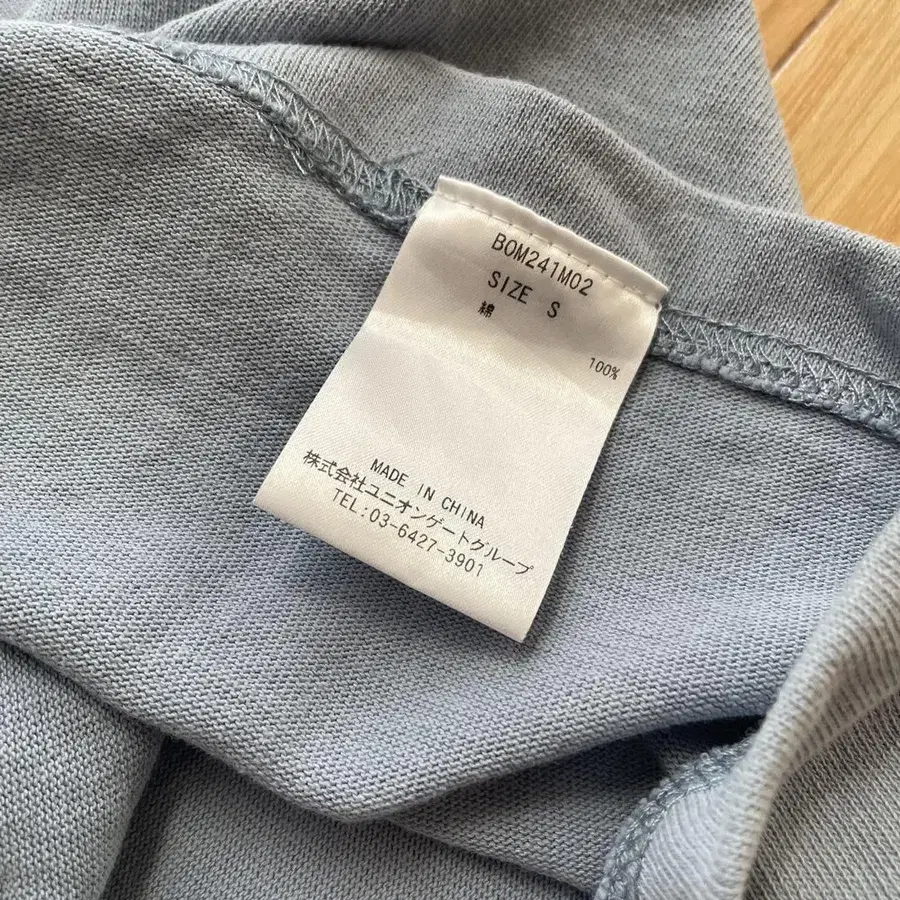 BOM241M02
SIZE S
綿 100%
MADE IN CHINA
株式会社ユニオンゲートグループ
TEL:03-6427-3901